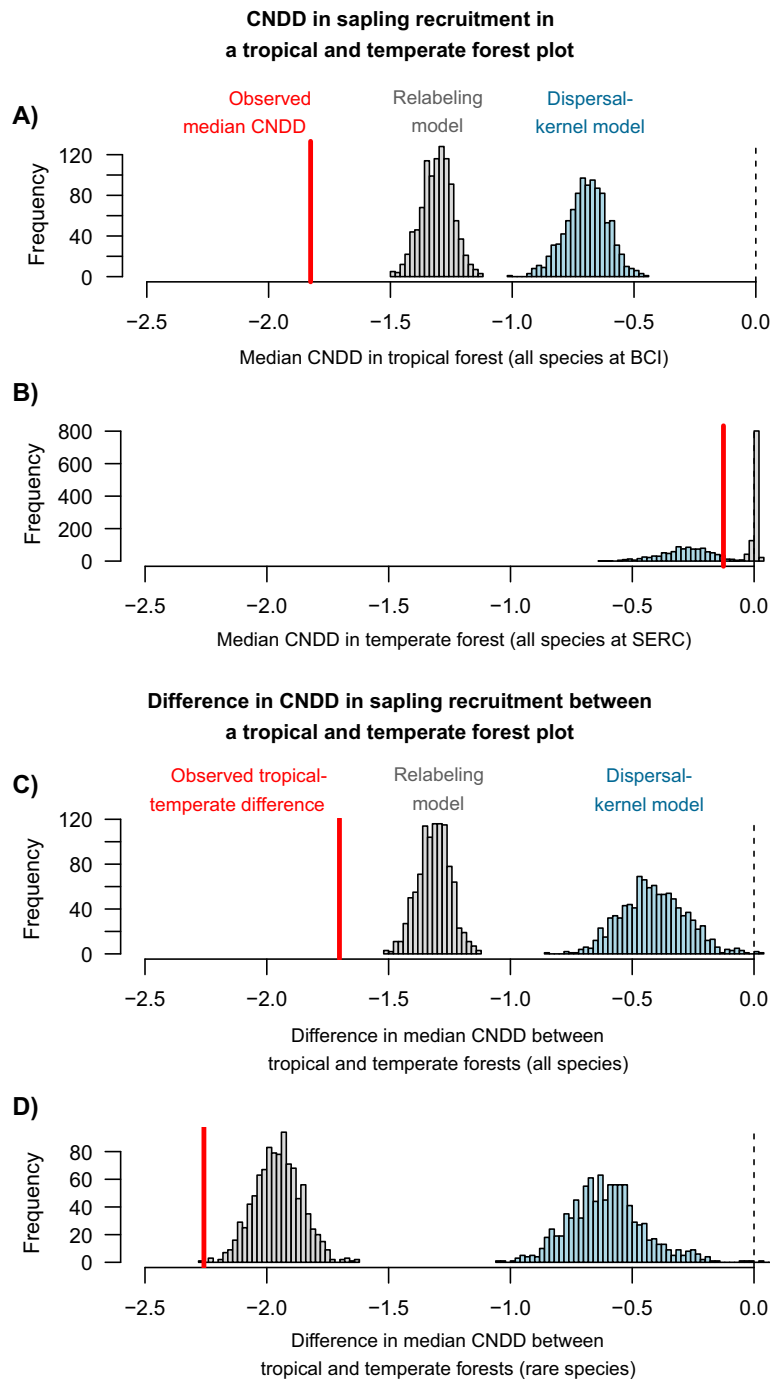 CNDD in sapling recruitment in
a tropical and temperate forest plot
A)
Observed
median CNDD
Relabeling
model
Dispersal-
kernel model
Frequency
120
80
40
0
−2.5 −2.0 −1.5 −1.0 −0.5 0.0
Median CNDD in tropical forest (all species at BCI)
B)
Frequency
800
600
400
200
0
−2.5 −2.0 −1.5 −1.0 −0.5 0.0
Median CNDD in temperate forest (all species at SERC)
Difference in CNDD in sapling recruitment between
a tropical and temperate forest plot
C)
Observed tropical-
temperate difference
Relabeling
model
Dispersal-
kernel model
Frequency
120
80
40
0
−2.5 −2.0 −1.5 −1.0 −0.5 0.0
Difference in median CNDD between
tropical and temperate forests (all species)
D)
Frequency
80
60
40
20
0
−2.5 −2.0 −1.5 −1.0 −0.5 0.0
Difference in median CNDD between
tropical and temperate forests (rare species)